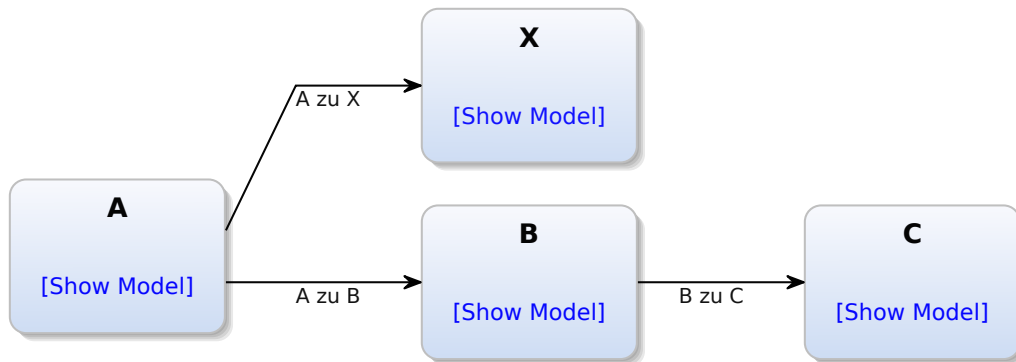 X
[Show Model]
A zu X
A
[Show Model]
A zu B
B
[Show Model]
B zu C
C
[Show Model]